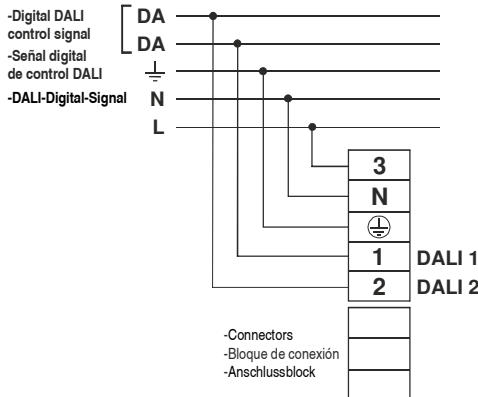 -Digital DALI
control signal
-Señal digital
de control DALI
-DALI-Digital-Signal
DA
DA
N
L
3
N
1 DALI 1
2 DALI 2
-Connectors
-Bloque de conexión
-Anschlussblock